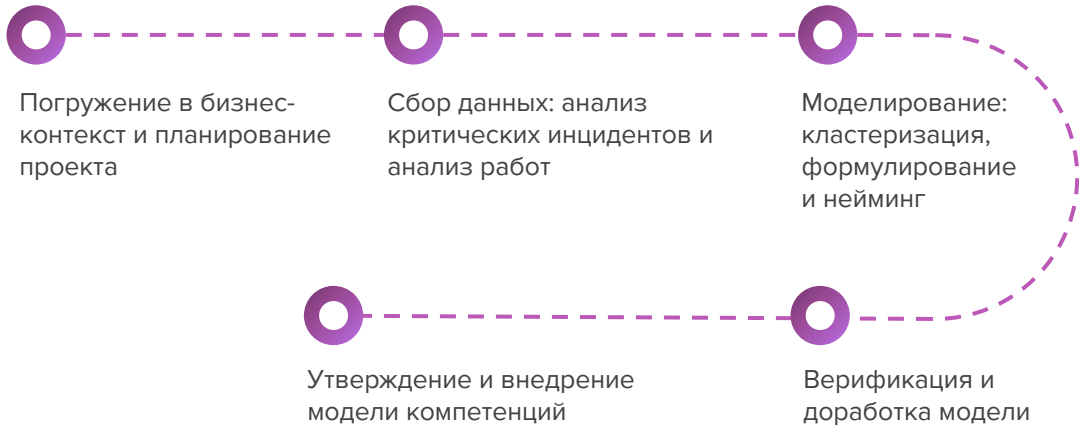 Погружение в бизнес-
контекст и планирование
проекта
Сбор данных: анализ
критических инцидентов и
анализ работ
Моделирование:
кластеризация,
формулирование
и нейминг
Верификация и
доработка модели
Утверждение и внедрение
модели компетенций